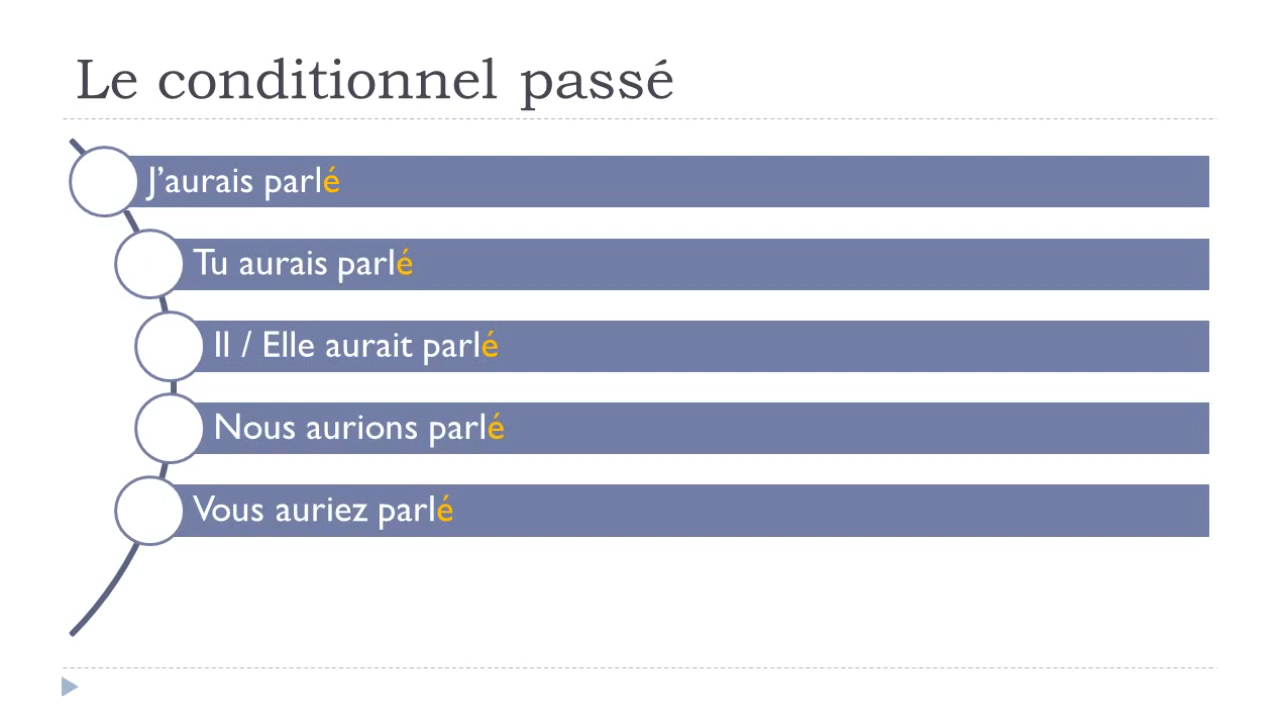 Le conditionnel passé
J’aurais parlé
Tu aurais parlé
Il / Elle aurait parlé
Nous aurions parlé
Vous auriez parlé